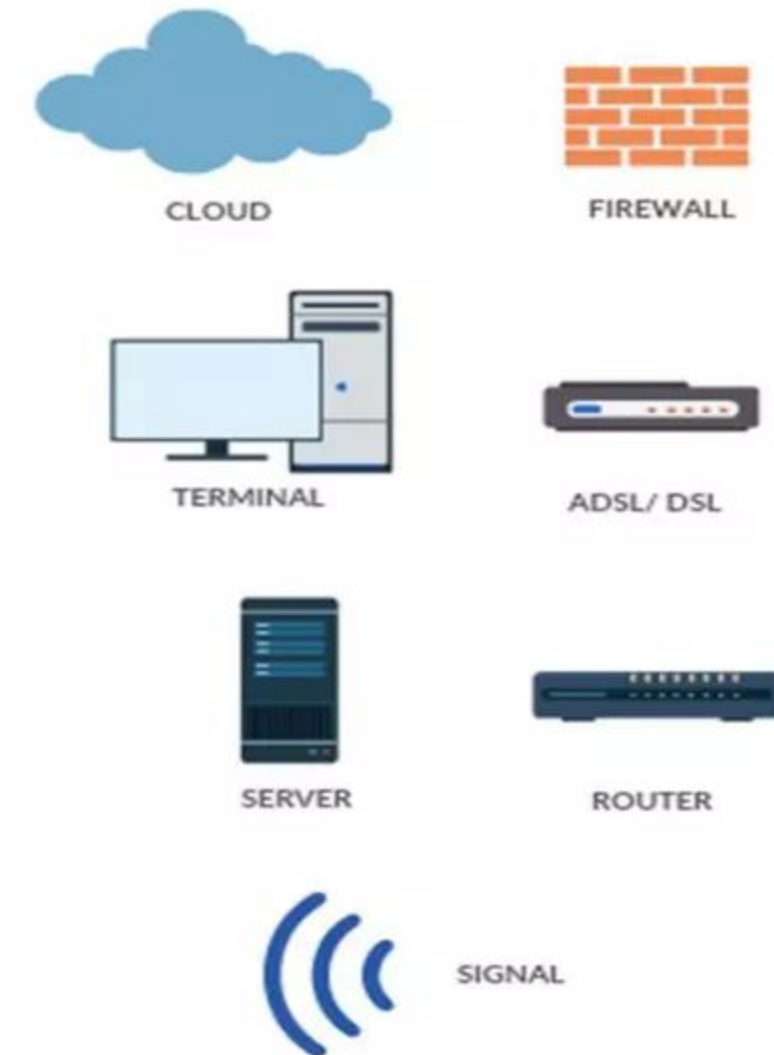 CLOUD
FIREWALL
TERMINAL
ADSL/ DSL
SERVER
ROUTER
SIGNAL